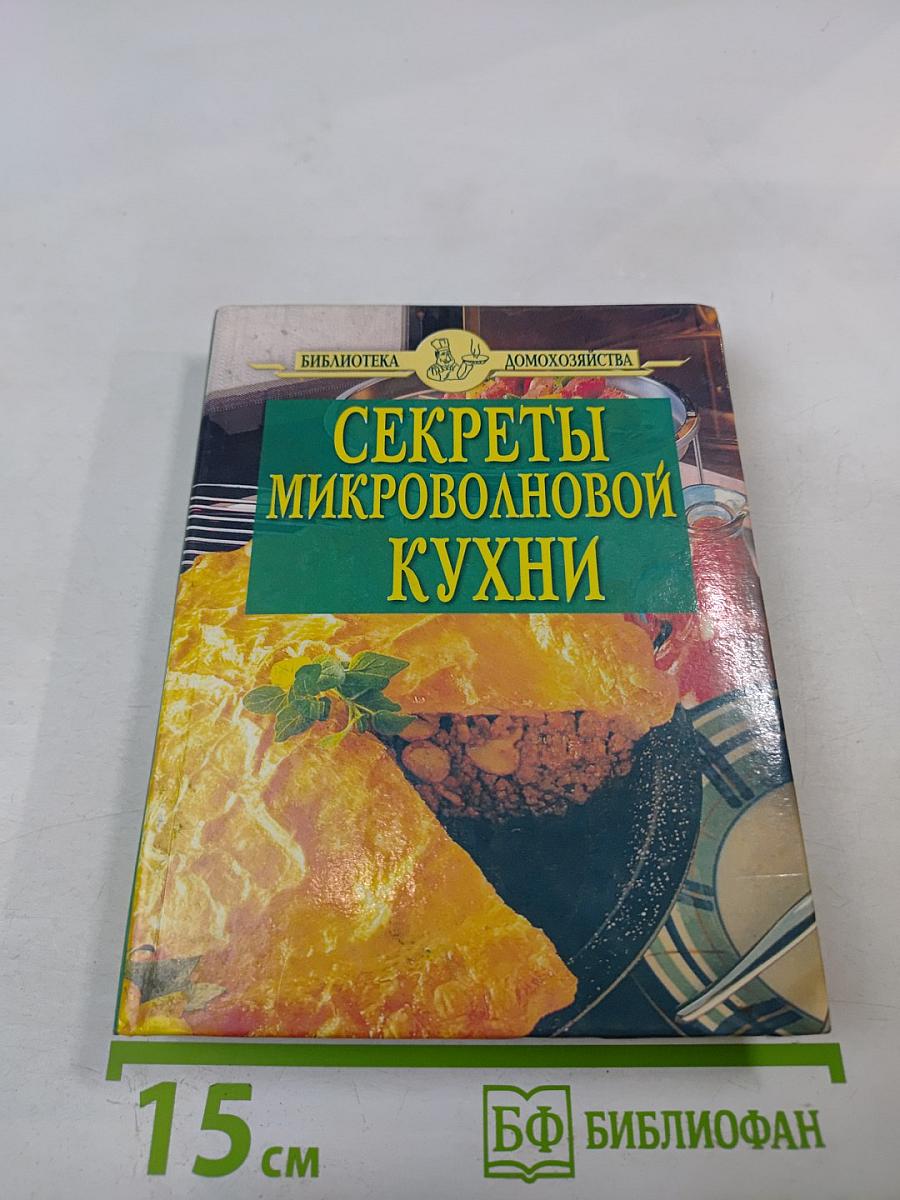 БИБЛИОТЕКА ДОМОХОЗЯЙСТВА
СЕКРЕТЫ
МИКРОВОЛНОВОЙ
КУХНИ
15 см
БФ БИБЛИОФАН